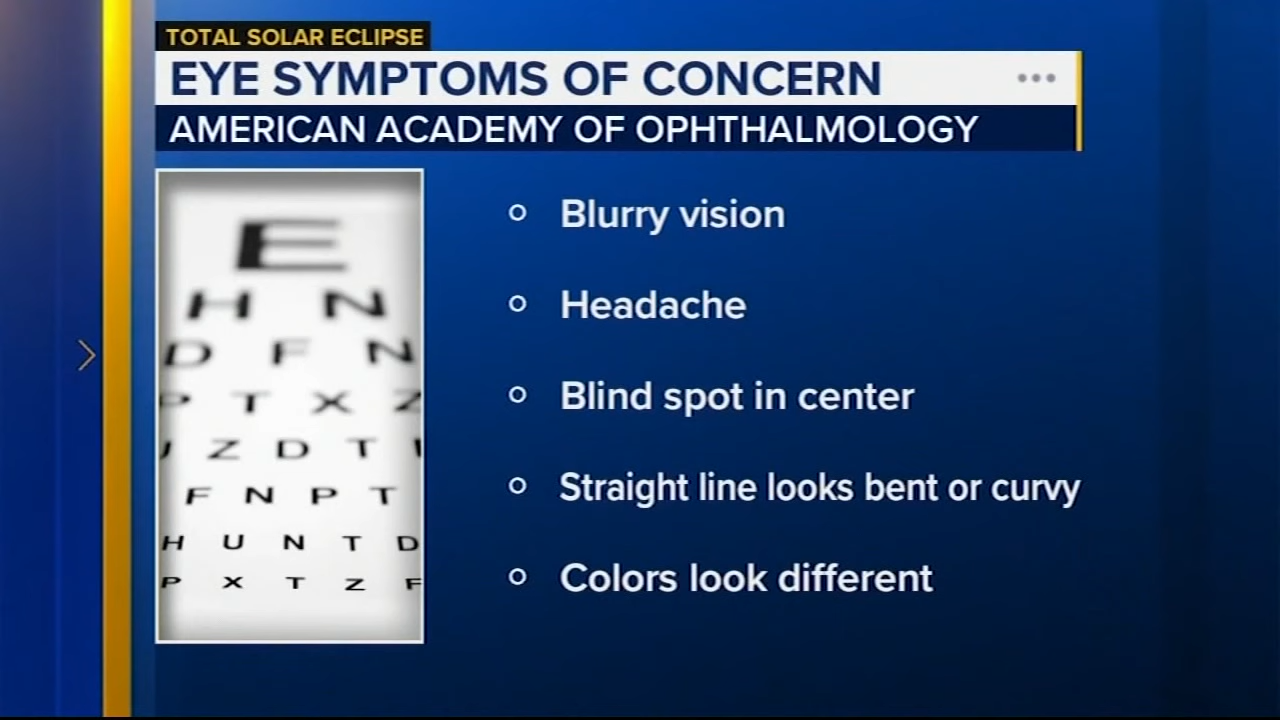 TOTAL SOLAR ECLIPSE
EYE SYMPTOMS OF CONCERN
AMERICAN ACADEMY OF OPHTHALMOLOGY
E
H N
D F N
P T X Z
Z D T
F N P T
H U N T D
P X T Z F
Blurry vision
Headache
Blind spot in center
Straight line looks bent or curvy
Colors look different